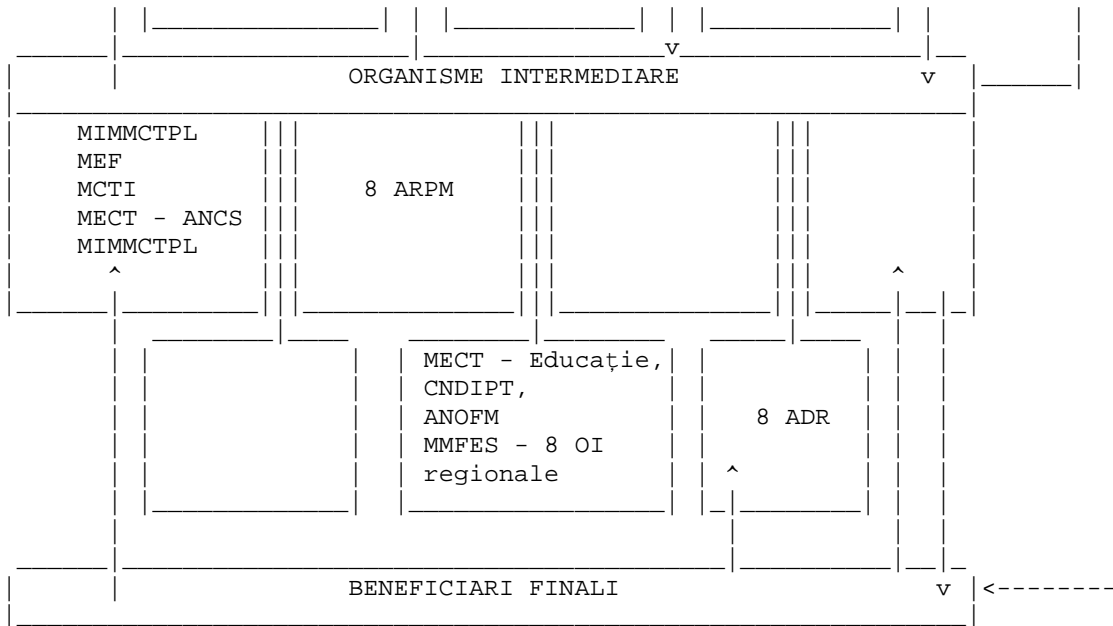 ORGANISME INTERMEDIARE
MIMMCTPL
MEF
MCTI
8 ARPM
MECT - ANCS
MIMMCTPL
MECT - Educaţie,
CNDIPT,
ANOFM
8 ADR
MMFES - 8 OI
regionale
BENEFICIARI FINALI